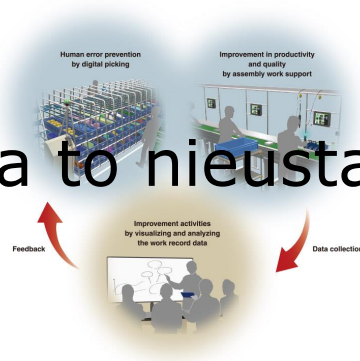 Human error prevention
by digital picking
Improvement in productivity
and quality
by assembly work support
a to nieusta
Improvement activities
by visualizing and analyzing
the work record data
Feedback
Data collection